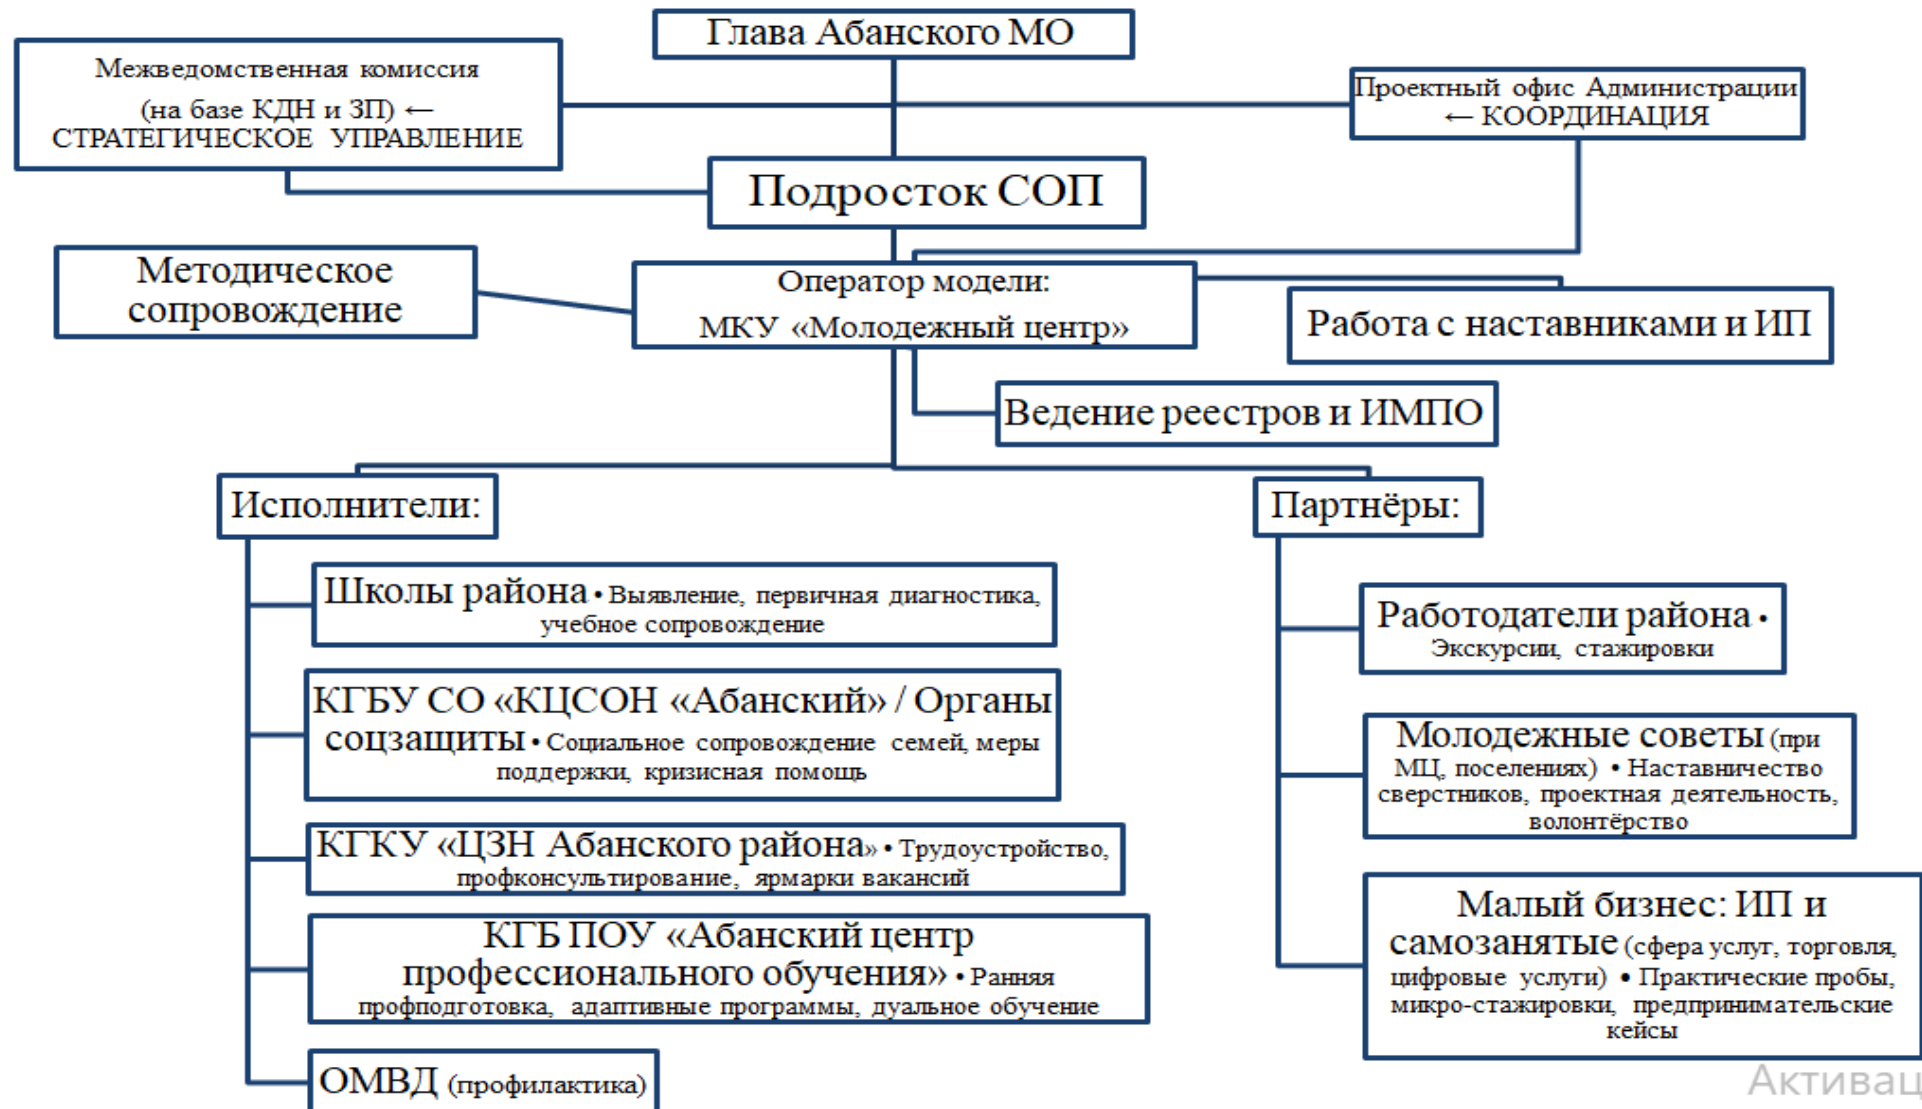 Глава Абанского МО
Межведомственная комиссия
(на базе КДН и ЗП) ←
СТРАТЕГИЧЕСКОЕ УПРАВЛЕНИЕ
Проектный офис Администрации
← КООРДИНАЦИЯ
Подросток СОП
Методическое
сопровождение
Оператор модели:
МКУ «Молодежный центр»
Работа с наставниками и ИП
Ведение реестров и ИМПО
Исполнители:
Школы района • Выявление, первичная диагностика,
учебное сопровождение
КГБУ СО «КЦСОН «Абанский» / Органы
соцзащиты • Социальное сопровождение семей, меры
поддержки, кризисная помощь
КГКУ «ЦЗН Абанского района» • Трудоустройство,
профконсультирование, ярмарки вакансий
КГБ ПОУ «Абанский центр
профессионального обучения» • Ранняя
профподготовка, адаптивные программы, дуальное обучение
ОМВД (профилактика)
Партнёры:
Работодатели района •
Экскурсии, стажировки
Молодежные советы (при
МЦ, поселениях) • Наставничество
сверстников, проектная деятельность,
волонтёрство
Малый бизнес: ИП и
самозанятые (сфера услуг, торговля,
цифровые услуги) • Практические пробы,
микро-стажировки, предпринимательские
кейсы
Активац